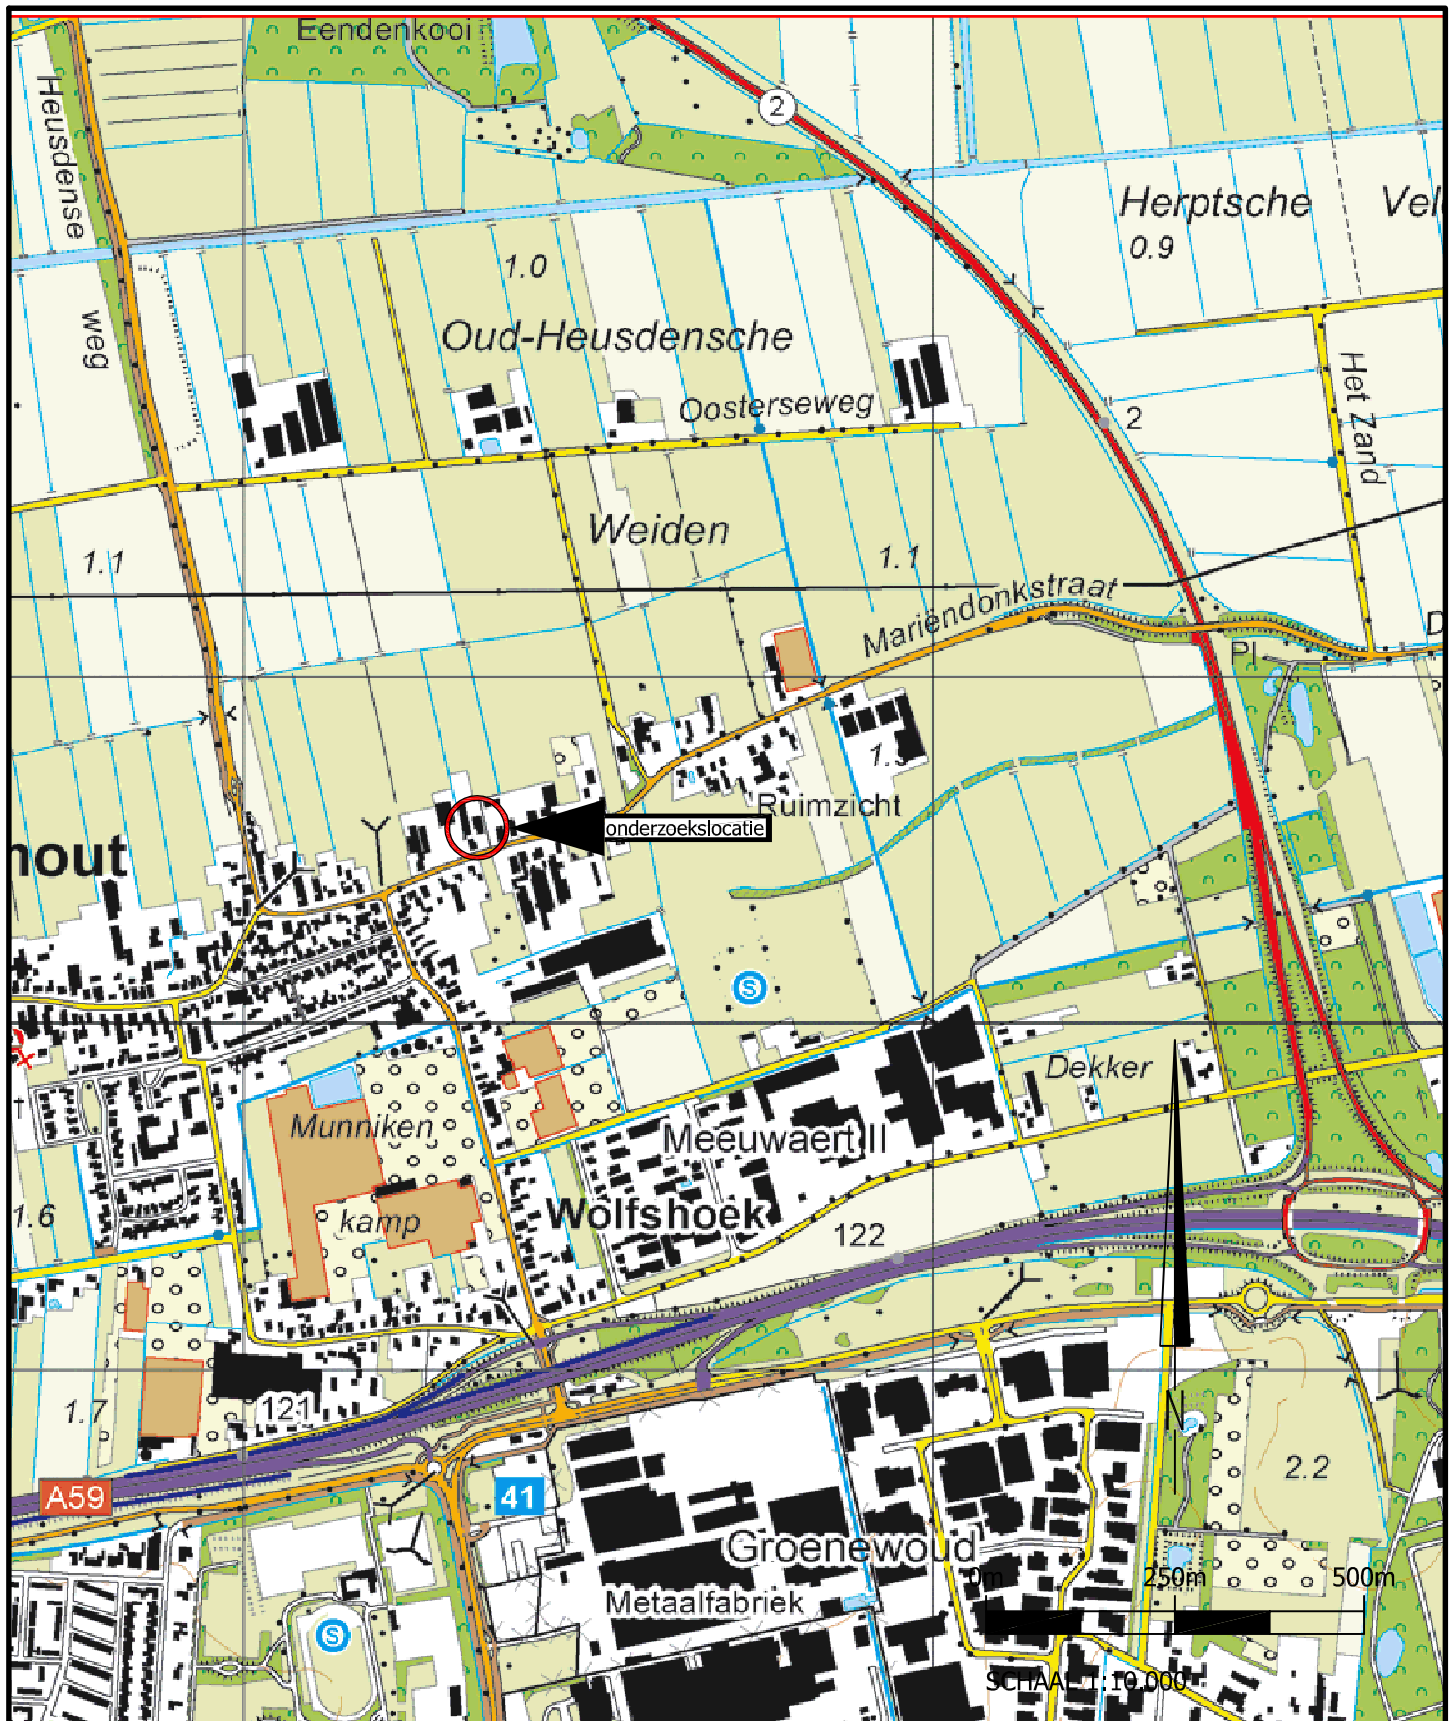 Eendenkooi
2
Heusdense
weg
Herptsche
Vel
0.9
1.0
Oud-Heusdensche
Oosterseweg
2
Het Zand
Weiden
1.1
1.1
Mariëndonkstraat
D
Pl
1.
Ruimzicht
onderzoekslocatie
hout
S
Dekker
Munniken
Meeuwaert II
kamp
Wolfshoek
1.6
122
1.7
121
N
2.2
A59
41
Groenewoud
Metaalfabriek
0m
250m
500m
S
SCHAAL 1:10.000